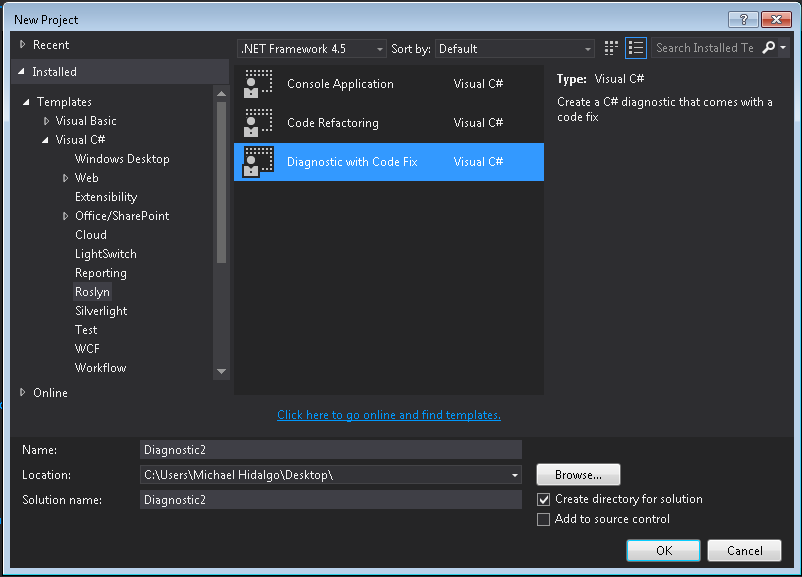 New Project
?
Recent
.NET Framework 4.5
Sort by:
Default
Search Installed Te
Installed
Templates
Visual Basic
Visual C#
Windows Desktop
Web
Extensibility
Office/SharePoint
Cloud
LightSwitch
Reporting
Roslyn
Silverlight
Test
WCF
Workflow
Online
Console Application Visual C#
Code Refactoring Visual C#
Diagnostic with Code Fix Visual C#
Type: Visual C#
Create a C# diagnostic that comes with a
code fix
Click here to go online and find templates.
Name: Diagnostic2
Location: C:\Users\Michael Hidalgo\Desktop\
Browse...
Solution name: Diagnostic2
Create directory for solution
Add to source control
OK
Cancel